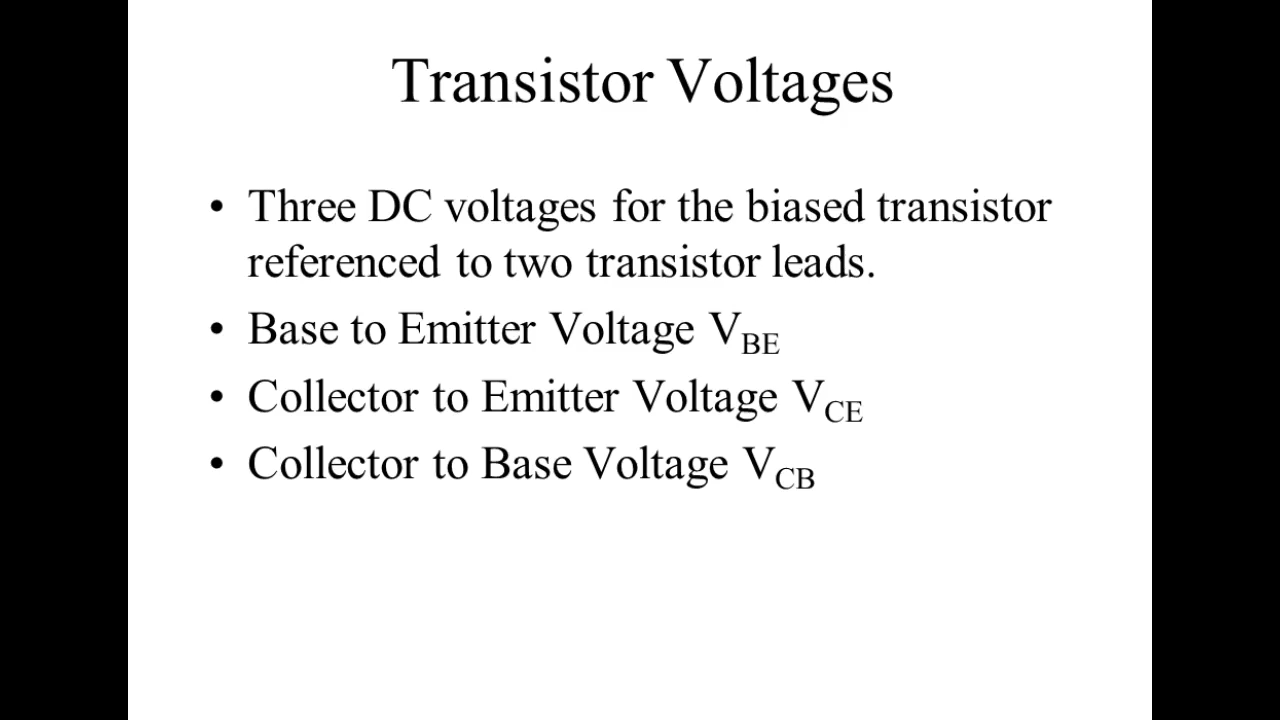 Transistor Voltages
• Three DC voltages for the biased transistor
referenced to two transistor leads.
• Base to Emitter Voltage V_BE
• Collector to Emitter Voltage V_CE
• Collector to Base Voltage V_CB